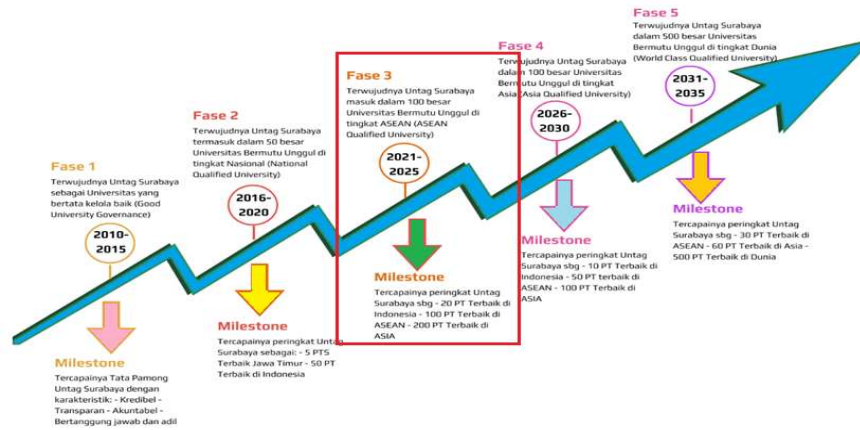 Fase 1
Terwujudnya Untag Surabaya
sebagai Universitas yang
bertata kelola baik (Good
University Governance)
2010-
2015
Milestone
Tercapainya Tata Pamong
Untag Surabaya dengan
karakteristik: - Kredibel -
Transparan - Akuntabel -
Bertanggung jawab dan adil
Fase 2
Terwujudnya Untag Surabaya
termasuk dalam 50 besar
Universitas Bermutu Unggul di
tingkat Nasional (National
Qualified University)
2016-
2020
Milestone
Tercapainya peringkat Untag
Surabaya sebagai: - 5 PTS
Terbaik Jawa Timur - 50 PT
Terbaik di Indonesia
Fase 3
Terwujudnya Untag Surabaya
masuk dalam 100 besar
Universitas Bermutu Unggul di
tingkat ASEAN (ASEAN
Qualified University)
2021-
2025
Milestone
Tercapainya peringkat Untag
Surabaya sbg - 20 PT Terbaik di
Indonesia - 100 PT Terbaik di
ASEAN - 200 PT Terbaik di
ASIA
Fase 4
Terwujudnya Untag Surabaya
dalam 100 besar Universitas
Bermutu Unggul di tingkat
Asia (Asia Qualified University)
2026-
2030
Milestone
Tercapainya peringkat Untag
Surabaya sbg - 10 PT Terbaik di
Indonesia - 50 PT terbaik di
ASEAN - 100 PT Terbaik di
ASIA
Fase 5
Terwujudnya Untag Surabaya
dalam 500 besar Universitas
Bermutu Unggul di tingkat Dunia
(World Class Qualified University)
2031-
2035
Milestone
Tercapainya peringkat Untag
Surabaya sbg - 30 PT Terbaik di
ASEAN - 60 PT Terbaik di Asia -
500 PT Terbaik di Dunia